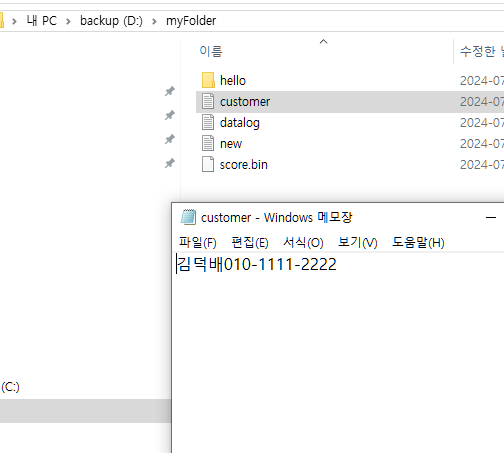 내 PC > backup (D:) > myFolder
이름 수정한 날
hello 2024-07
customer 2024-07
datalog 2024-07
new 2024-07
score.bin 2024-07
customer - Windows 메모장
파일(F) 편집(E) 서식(O) 보기(V) 도움말(H)
김덕배010-1111-2222
(C:)